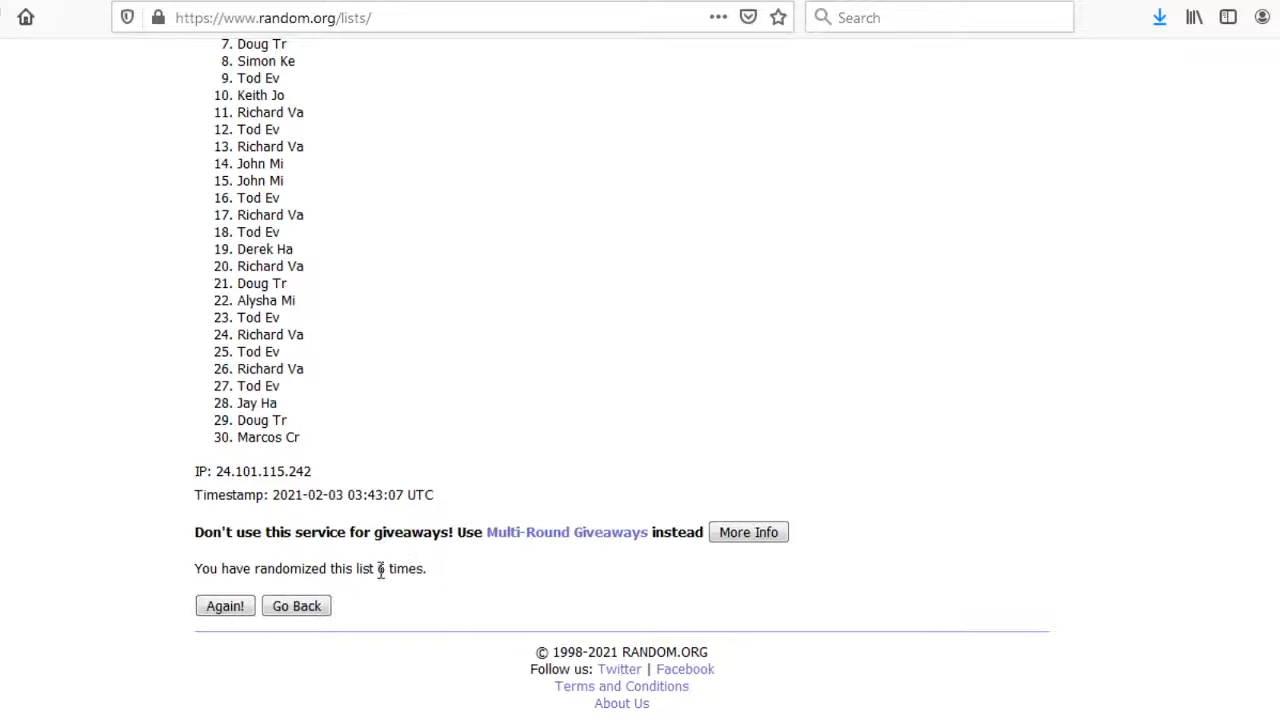 https://www.random.org/lists/
Search
7. Doug Tr
8. Simon Ke
9. Tod Ev
10. Keith Jo
11. Richard Va
12. Tod Ev
13. Richard Va
14. John Mi
15. John Mi
16. Tod Ev
17. Richard Va
18. Tod Ev
19. Derek Ha
20. Richard Va
21. Doug Tr
22. Alysha Mi
23. Tod Ev
24. Richard Va
25. Tod Ev
26. Richard Va
27. Tod Ev
28. Jay Ha
29. Doug Tr
30. Marcos Cr
IP: 24.101.115.242
Timestamp: 2021-02-03 03:43:07 UTC
Don't use this service for giveaways! Use Multi-Round Giveaways instead More Info
You have randomized this list times.
Again! Go Back
© 1998-2021 RANDOM.ORG
Follow us: Twitter | Facebook
Terms and Conditions
About Us